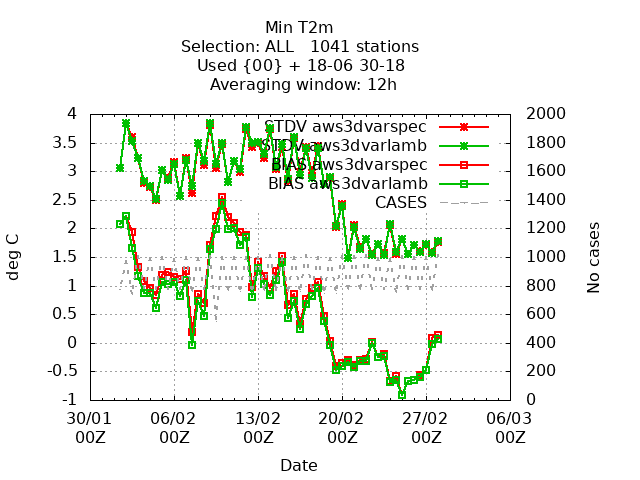 Min T2m
Selection: ALL   1041 stations
Used {00} + 18-06 30-18
Averaging window: 12h
STDV aws3dvarspec
STDV aws3dvarlamb
BIAS aws3dvarspec
BIAS aws3dvarlamb
CASES
4
3.5
3
2.5
2
1.5
1
0.5
0
-0.5
-1
deg C
2000
1800
1600
1400
1200
1000
800
600
400
200
0
No cases
30/01 06/02 13/02 20/02 27/02 06/03
00Z 00Z 00Z 00Z 00Z 00Z
Date